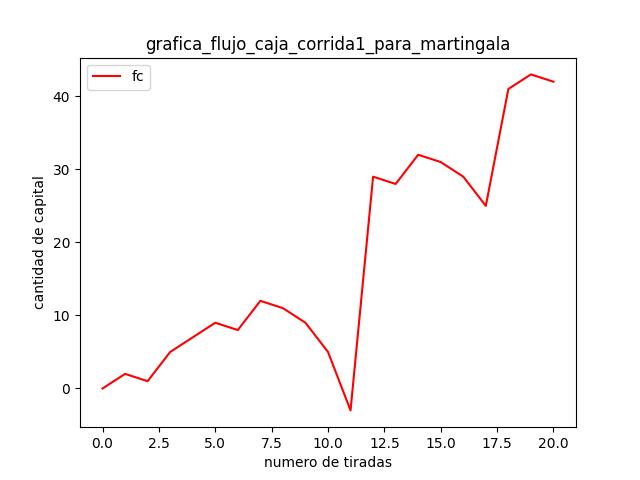 grafica_flujo_caja_corrida1_para_martingala
fc
cantidad de capital
40
30
20
10
0
0.0 2.5 5.0 7.5 10.0 12.5 15.0 17.5 20.0
numero de tiradas